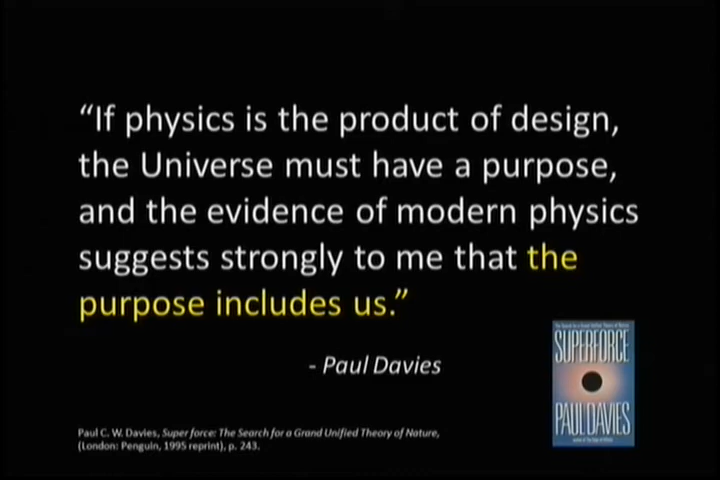 “If physics is the product of design,
the Universe must have a purpose,
and the evidence of modern physics
suggests strongly to me that the
purpose includes us.”
- Paul Davies
SUPERFORCE
PAUL DAVIES
Paul C. W. Davies, Super force: The Search for a Grand Unified Theory of Nature,
(London: Penguin, 1995 reprint), p. 243.